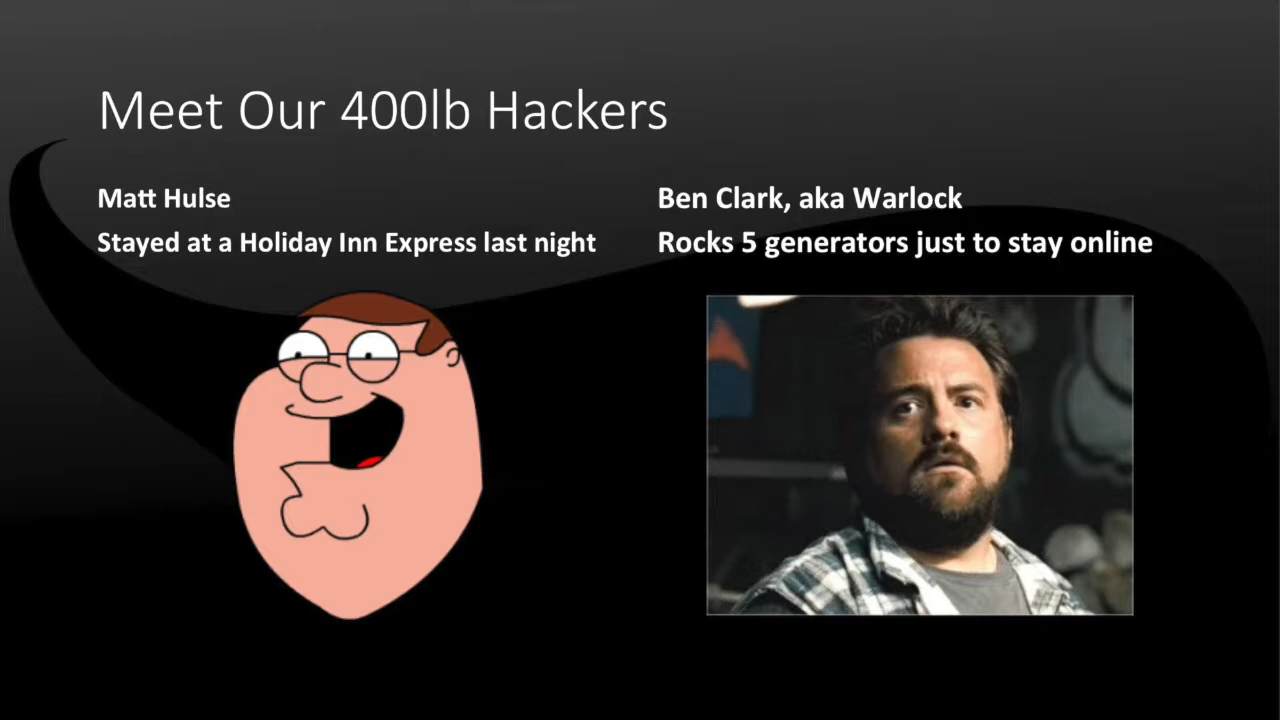 Meet Our 400lb Hackers
Matt Hulse
Stayed at a Holiday Inn Express last night
Ben Clark, aka Warlock
Rocks 5 generators just to stay online